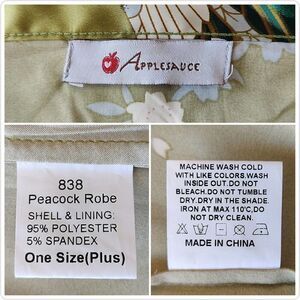 APPLESAUCE
838
Peacock Robe
SHELL & LINING:
95% POLYESTER
5% SPANDEX
One Size(Plus)
MACHINE WASH COLD
WITH LIKE COLORS.WASH
INSIDE OUT.DO NOT
BLEACH.DO NOT TUMBLE
DRY.DRY IN THE SHADE.
IRON AT MAX 110℃,DO
NOT DRY CLEAN.
MADE IN CHINA